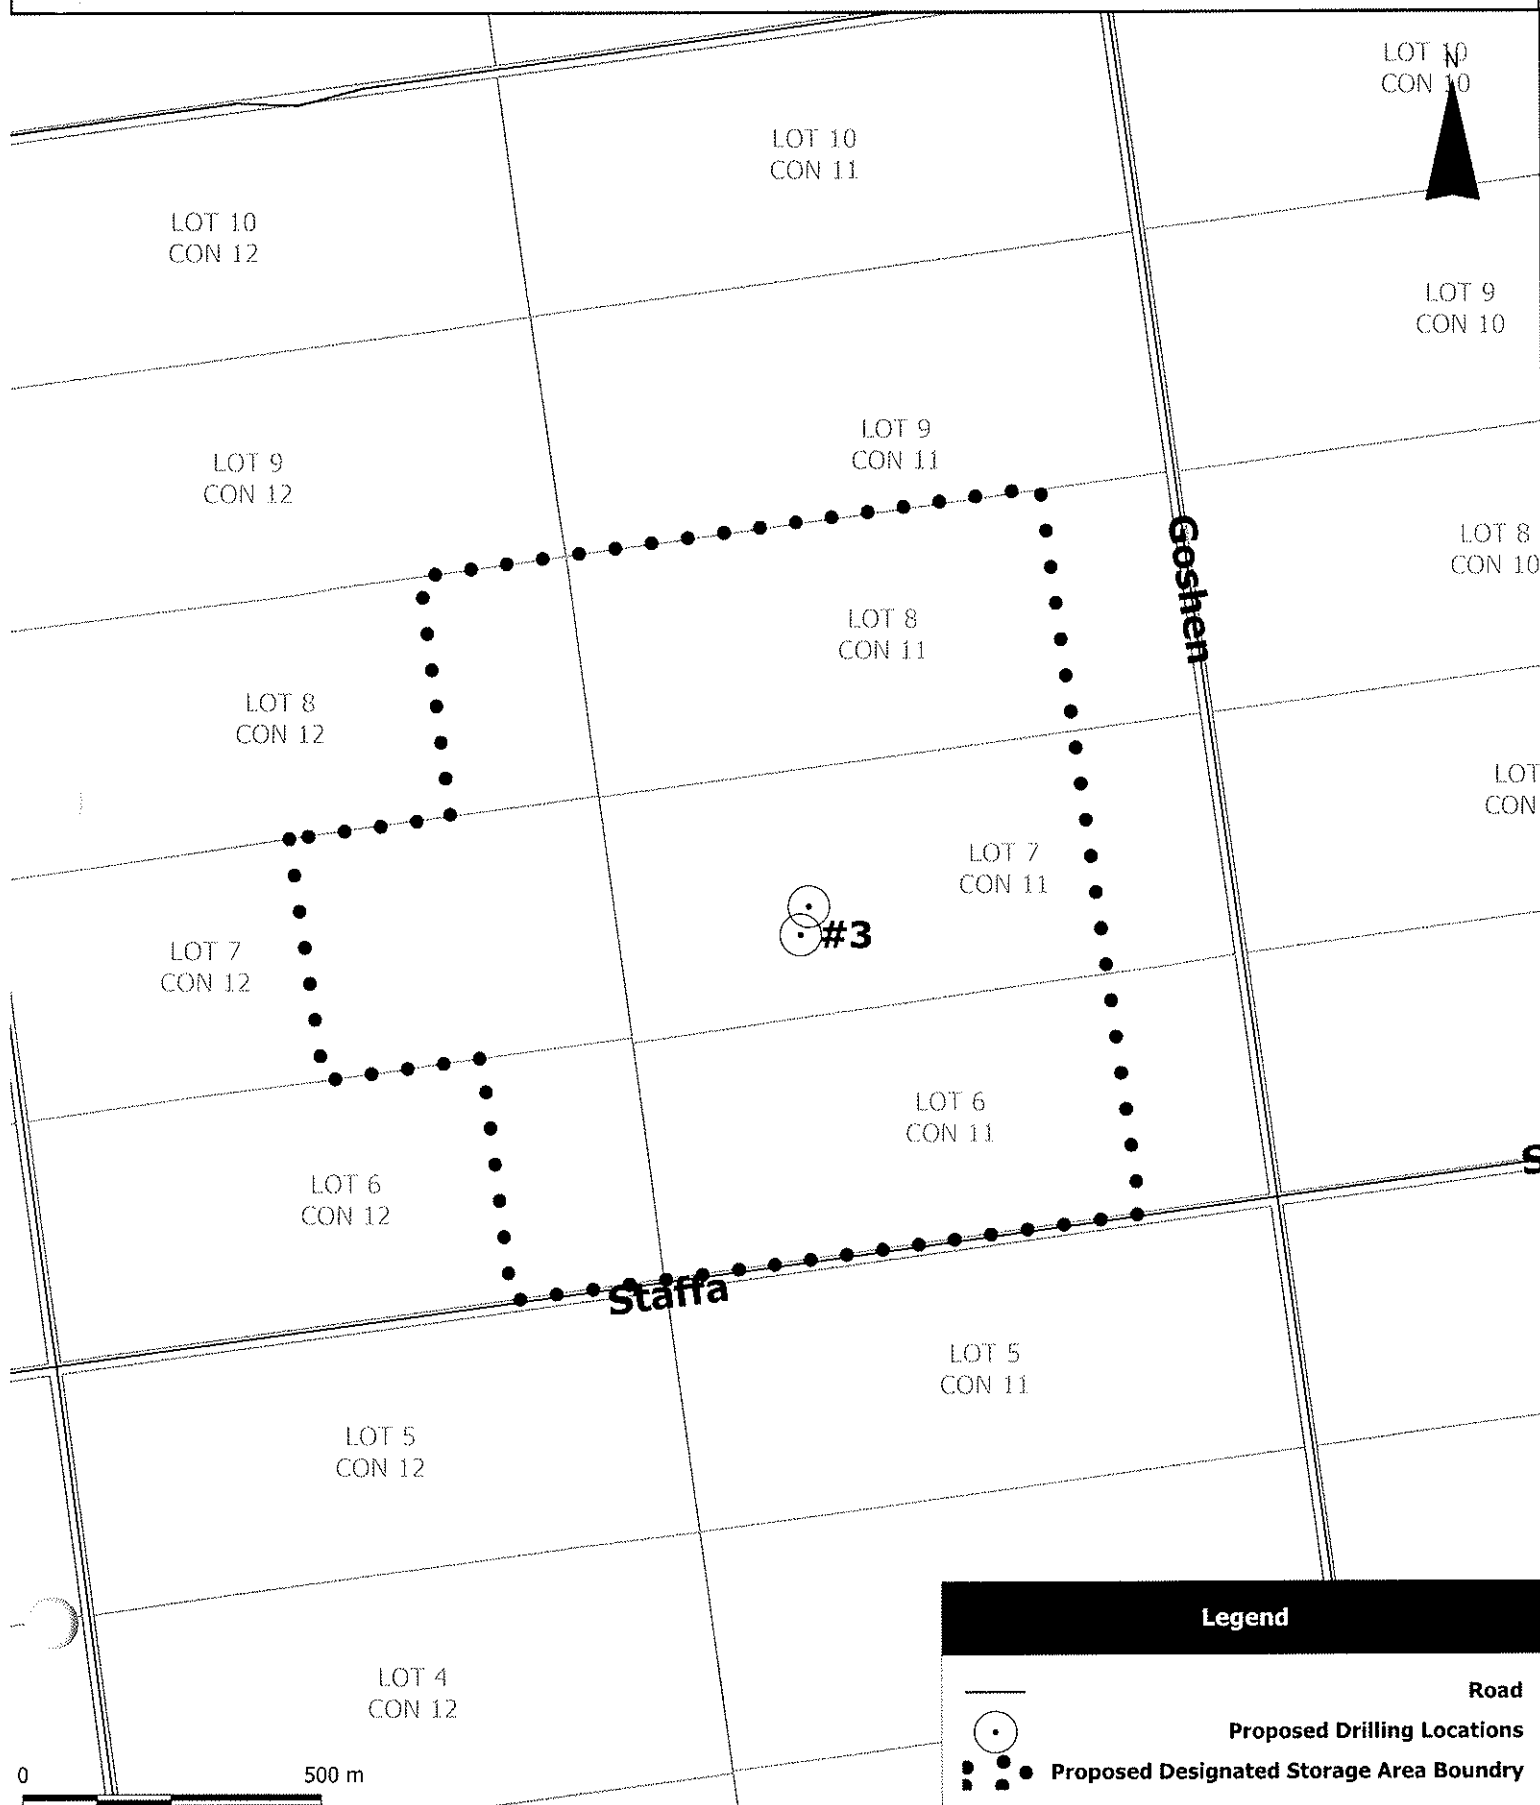 LOT 10
CON 10
N
LOT 10
CON 11
LOT 10
CON 12
LOT 9
CON 10
LOT 9
CON 11
LOT 9
CON 12
Goshen
LOT 8
CON 10
LOT 8
CON 11
LOT 8
CON 12
LOT
CON
LOT 7
CON 11
#3
LOT 7
CON 12
LOT 6
CON 11
S
LOT 6
CON 12
Staffa
LOT 5
CON 11
LOT 5
CON 12
LOT 4
CON 12
0 500 m
Legend
Road
Proposed Drilling Locations
Proposed Designated Storage Area Boundry